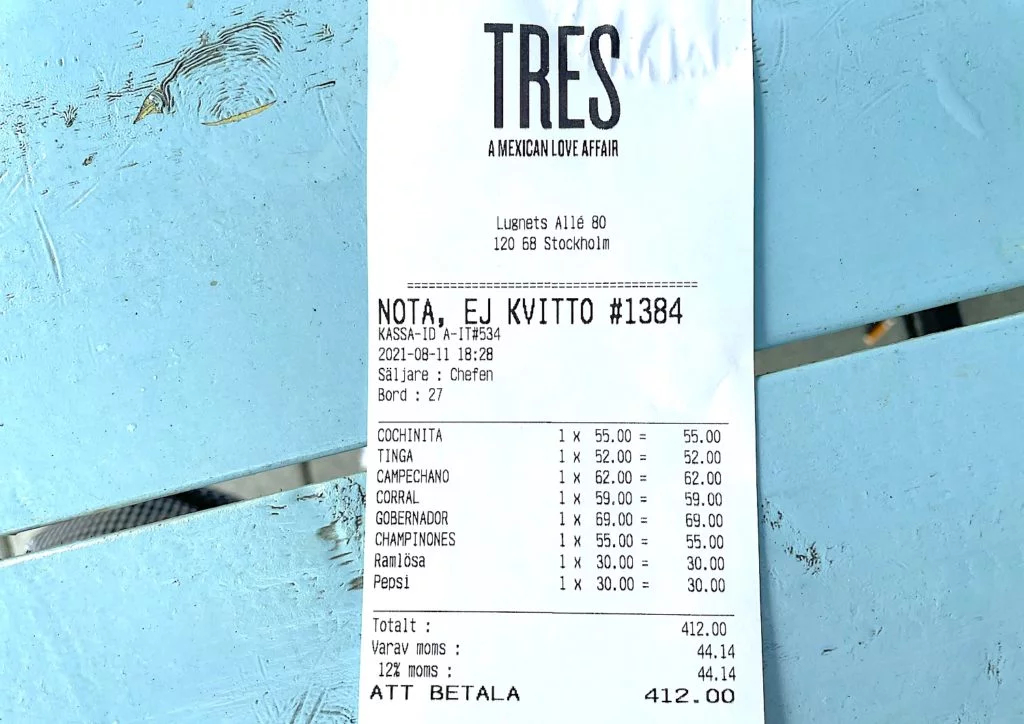 TRES
A MEXICAN LOVE AFFAIR
Lugnets Allé 80
120 68 Stockholm
========================================
NOTA, EJ KVITTO #1384
KASSA-ID A-IT#534
2021-08-11 18:28
Säljare : Chefen
Bord : 27
COCHINITA 1 x 55.00 = 55.00
TINGA 1 x 52.00 = 52.00
CAMPECHANO 1 x 62.00 = 62.00
CORRAL 1 x 59.00 = 59.00
GOBERNADOR 1 x 69.00 = 69.00
CHAMPINONES 1 x 55.00 = 55.00
Ramlösa 1 x 30.00 = 30.00
Pepsi 1 x 30.00 = 30.00
Totalt : 412.00
Varav moms : 44.14
12% moms : 44.14
ATT BETALA 412.00